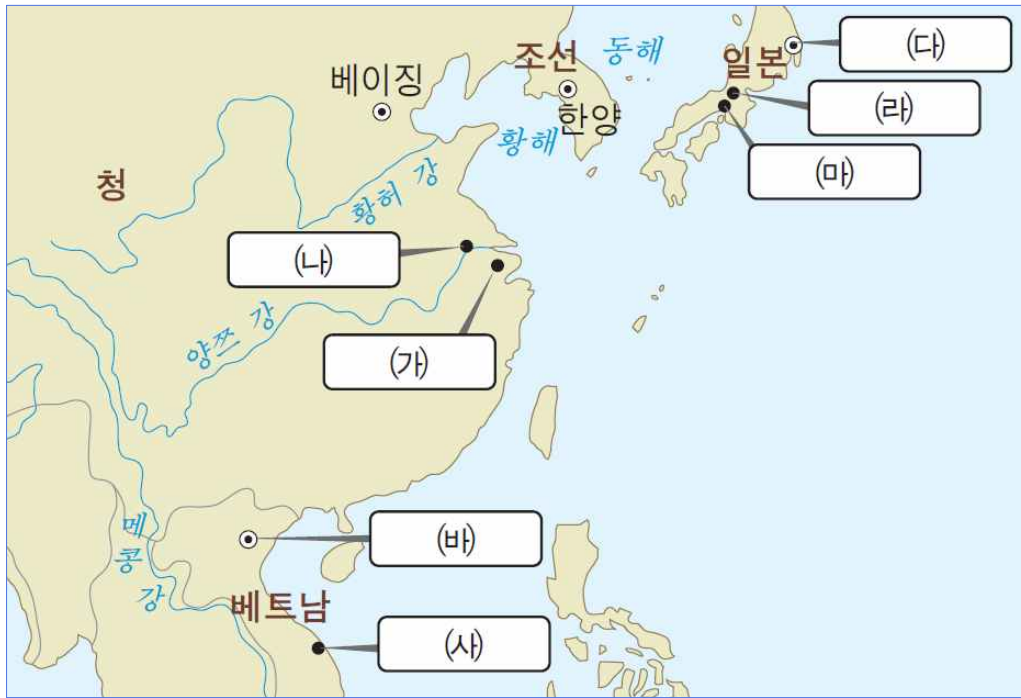 (다)
조선
동해
일본
베이징
(라)
한양
황해
(마)
청
황허 강
(나)
양쯔 강
(가)
메콩 강
(바)
베트남
(사)